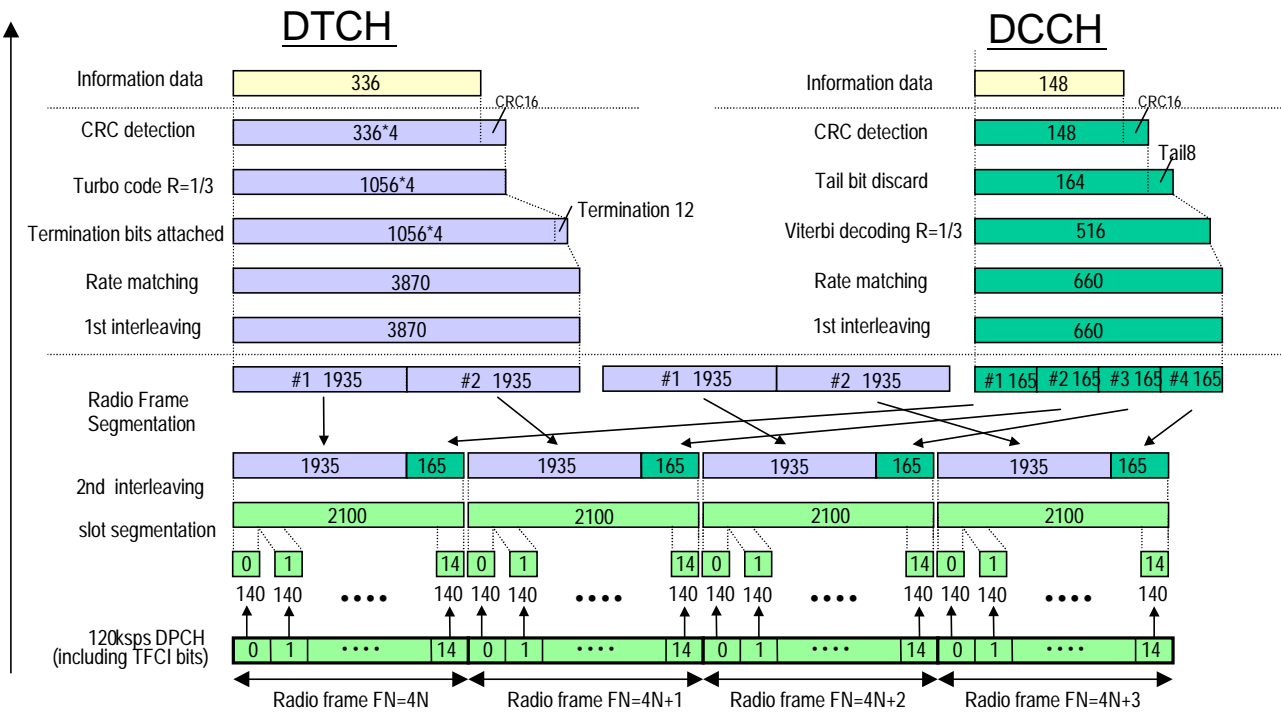 DTCH
DCCH
Information data
336
Information data
148
CRC16
CRC16
CRC detection
336*4
CRC detection
148
Tail8
Turbo code R=1/3
1056*4
Tail bit discard
164
Termination 12
Termination bits attached
1056*4
Viterbi decoding R=1/3
516
Rate matching
3870
Rate matching
660
1st interleaving
3870
1st interleaving
660
Radio Frame
Segmentation
#1 1935
#2 1935
#1 1935
#2 1935
#1 165
#2 165
#3 165
#4 165
2nd interleaving
1935
165
1935
165
1935
165
1935
165
slot segmentation
2100
2100
2100
2100
0
1
14
0
1
14
0
1
14
0
1
14
140
140
••••
140
140
140
••••
140
140
140
••••
140
140
140
••••
140
120ksps DPCH
(including TFCI bits)
0
1
••••
14
0
1
••••
14
0
1
••••
14
0
1
••••
14
Radio frame FN=4N
Radio frame FN=4N+1
Radio frame FN=4N+2
Radio frame FN=4N+3